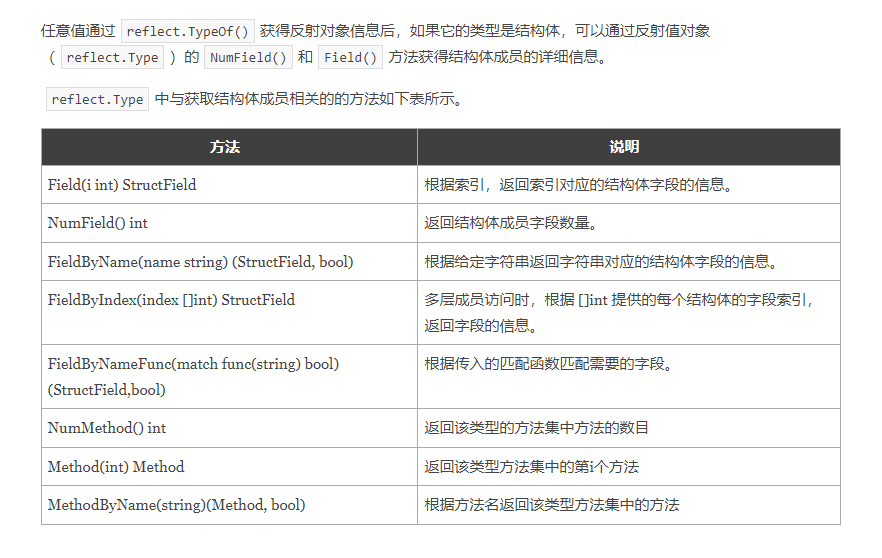 任意值通过 reflect.TypeOf() 获得反射对象信息后，如果它的类型是结构体，可以通过反射值对象
（ reflect.Type ）的 NumField() 和 Field() 方法获得结构体成员的详细信息。
reflect.Type 中与获取结构体成员相关的的方法如下表所示。
方法 说明
Field(i int) StructField 根据索引，返回索引对应的结构体字段的信息。
NumField() int 返回结构体成员字段数量。
FieldByName(name string) (StructField, bool) 根据给定字符串返回字符串对应的结构体字段的信息。
FieldByIndex(index []int) StructField 多层成员访问时，根据 []int 提供的每个结构体的字段索引，
返回字段的信息。
FieldByNameFunc(match func(string) bool) 根据传入的匹配函数匹配需要的字段。
(StructField,bool)
NumMethod() int 返回该类型的方法集中方法的数目
Method(int) Method 返回该类型方法集中的第i个方法
MethodByName(string)(Method, bool) 根据方法名返回该类型方法集中的方法